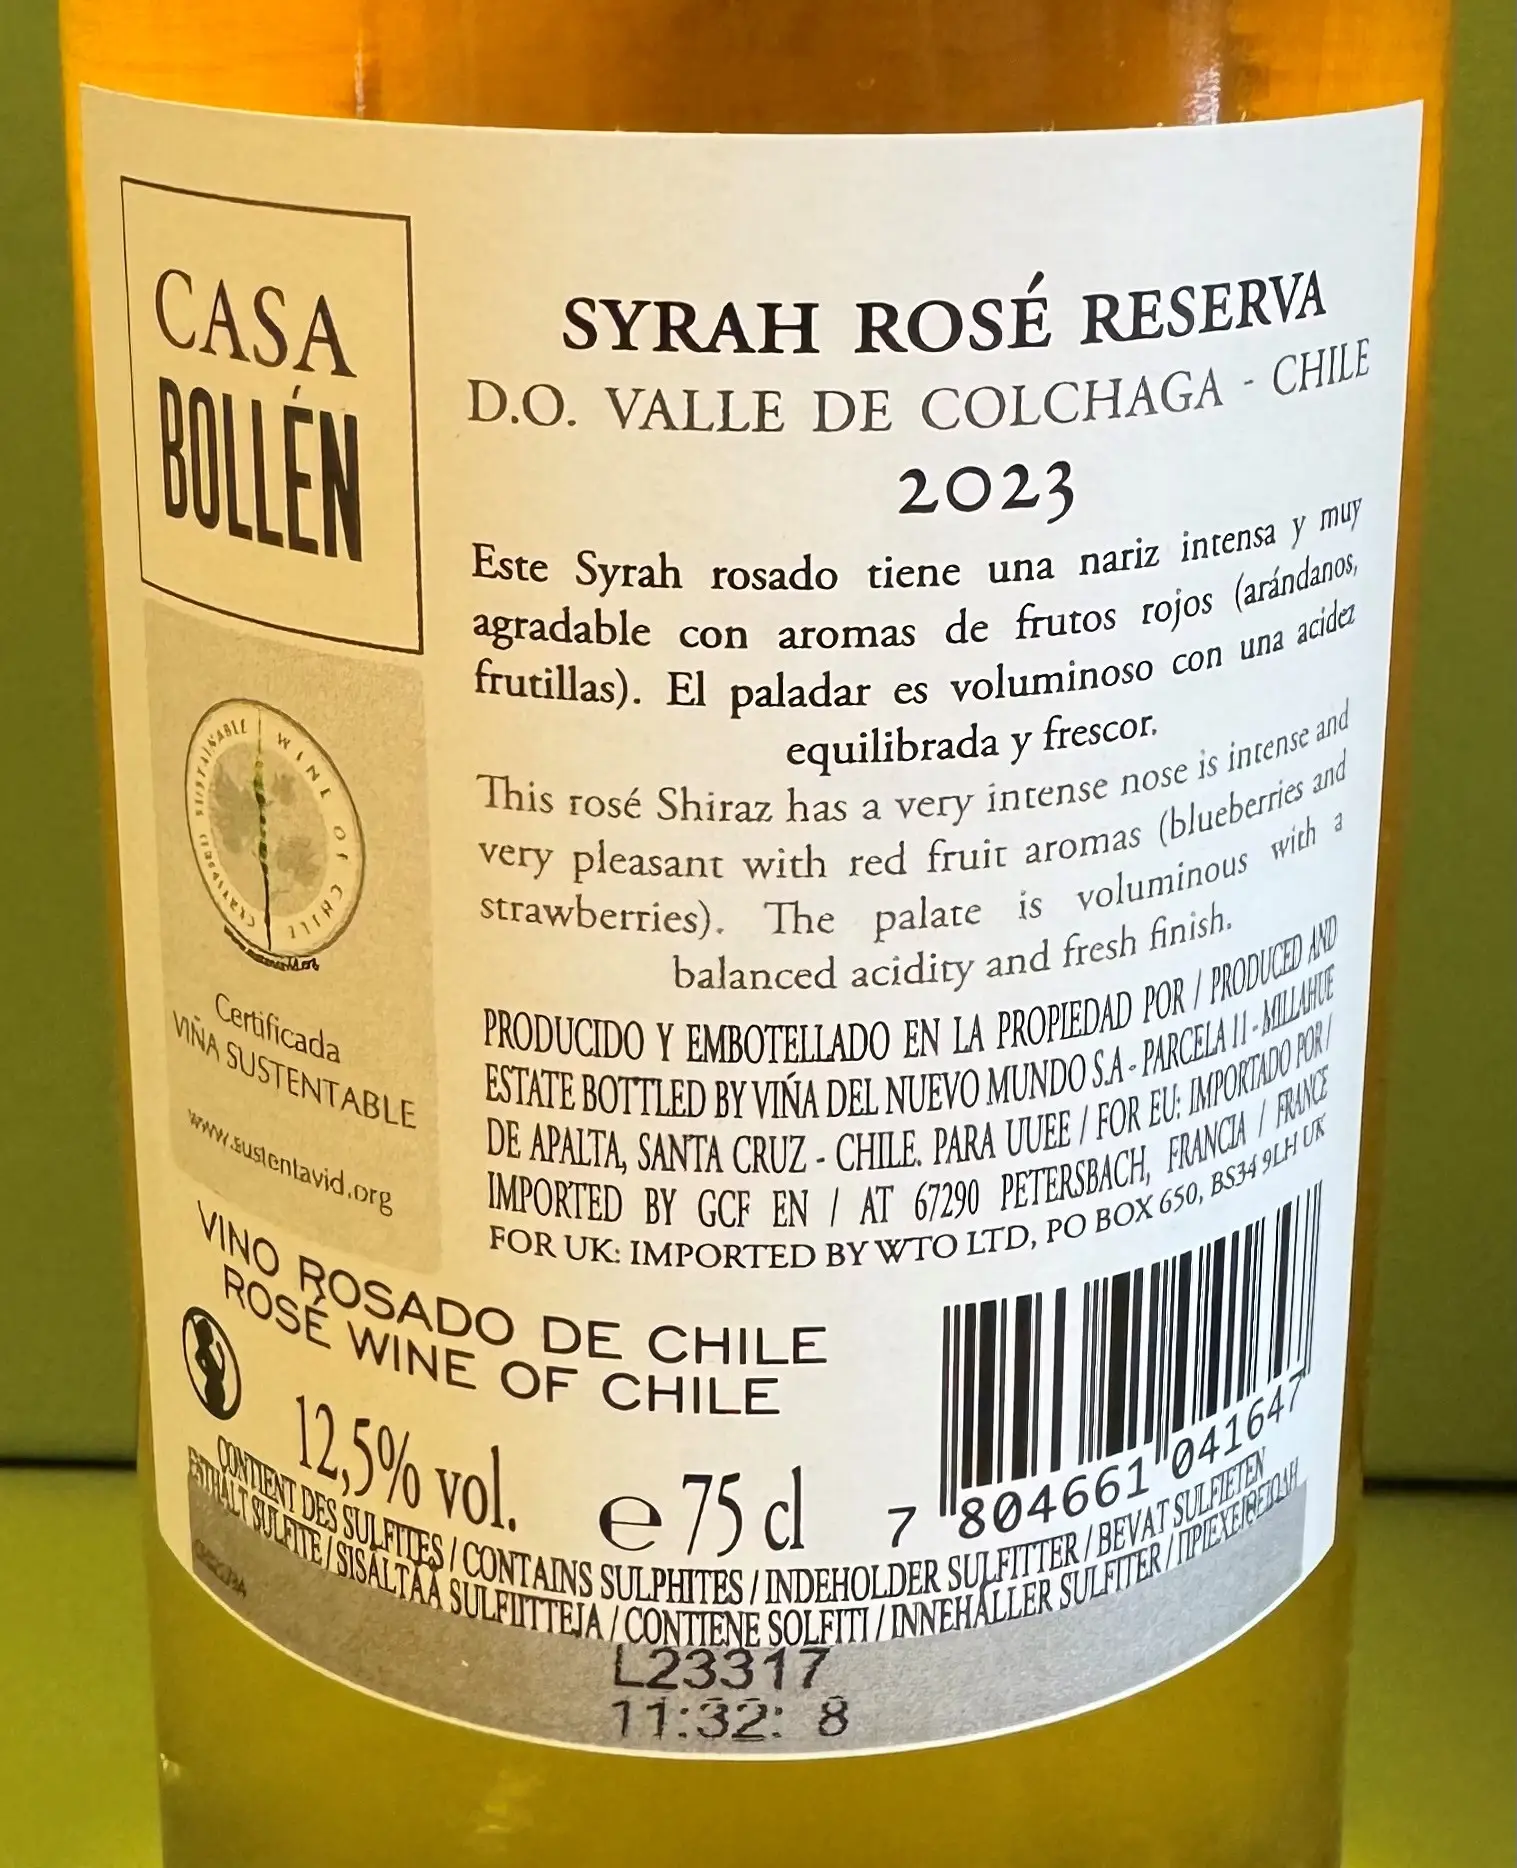 CASA
BOLLÉN
SYRAH ROSÉ RESERVA
D.O. VALLE DE COLCHAGA - CHILE
2023
Este Syrah rosado tiene una nariz intensa y muy
agradable con aromas de frutos rojos (arándanos,
frutillas). El paladar es voluminoso con una acidez
equilibrada y frescor.
This rosé Shiraz has a very intense nose is intense and
very pleasant with red fruit aromas (blueberries and
strawberries). The palate is voluminous with a
balanced acidity and fresh finish.
PRODUCIDO Y EMBOTELLADO EN LA PROPIEDAD POR / PRODUCED AND
ESTATE BOTTLED BY VIÑA DEL NUEVO MUNDO S.A - PARCELA 11 - MILLAHUE
DE APALTA, SANTA CRUZ - CHILE. PARA UUEE / FOR EU: IMPORTADO POR /
IMPORTED BY GCF EN / AT 67290 PETERSBACH, FRANCIA / FRANCE
FOR UK: IMPORTED BY WTO LTD, PO BOX 650, BS34 9LH UK
CERTIFIED SUSTAINABLE WINE OF CHILE
Certificada
VIÑA SUSTENTABLE
www.sustentavid.org
VINO ROSADO DE CHILE
ROSÉ WINE OF CHILE
12,5% vol.
e 75 cl
7 804661 041647
CONTIENT DES SULFITES / CONTAINS SULPHITES / INDEHOLDER SULFITTER / BEVAT SULFIETEN
ENTHÄLT SULFITE / SISÄLTÄÄ SULFIITTEJA / CONTIENE SOLFITI / INNEHÅLLER SULFITER / ΠΕΡΙΕΧΕΙ
L23317
11:32: 8